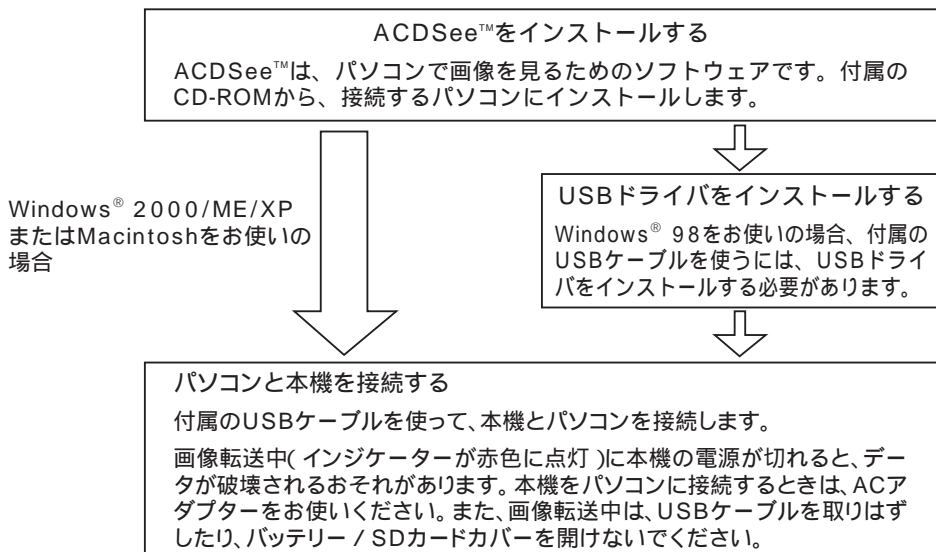 ACDSee™をインストールする
ACDSee™は、パソコンで画像を見るためのソフトウェアです。付属の
CD-ROMから、接続するパソコンにインストールします。
Windows® 2000/ME/XP
またはMacintoshをお使いの
場合
USBドライバをインストールする
Windows® 98をお使いの場合、付属の
USBケーブルを使うには、USBドライ
バをインストールする必要があります。
パソコンと本機を接続する
付属のUSBケーブルを使って、本機とパソコンを接続します。
画像転送中( インジケーターが赤色に点灯 )に本機の電源が切れると、デー
タが破壊されるおそれがあります。本機をパソコンに接続するときは、ACア
ダプターをお使いください。また、画像転送中は、USBケーブルを取りはず
したり、バッテリー / SDカードカバーを開けないでください。